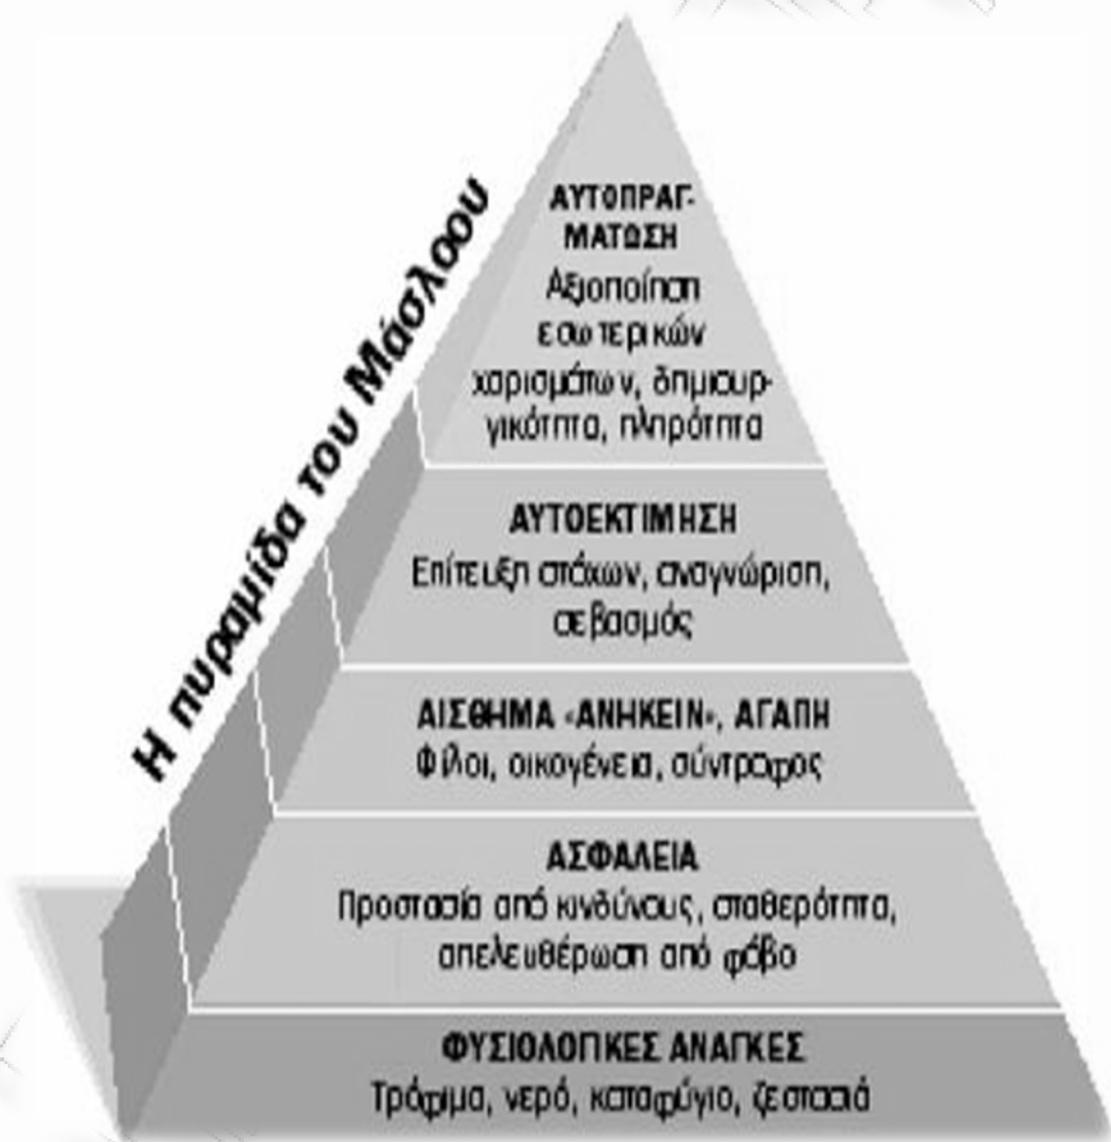 Η πυραμίδα του Μάσλοου
ΑΥΤΟΠΡΑΓ-
ΜΑΤΩΣΗ
Αξιοποίηση
εσωτερικών
χαρισμάτων, δημιουρ-
γικότητα, πληρότητα
ΑΥΤΟΕΚΤΙΜΗΣΗ
Επίτευξη στόχων, αναγνώριση,
σεβασμός
ΑΙΣΘΗΜΑ «ΑΝΗΚΕΙΝ», ΑΓΑΠΗ
Φίλοι, οικογένεια, σύντροφος
ΑΣΦΑΛΕΙΑ
Προστασία από κινδύνους, σταθερότητα,
απελευθέρωση από φόβο
ΦΥΣΙΟΛΟΓΙΚΕΣ ΑΝΑΓΚΕΣ
Τρόφιμα, νερό, καταφύγιο, ζεστασιά